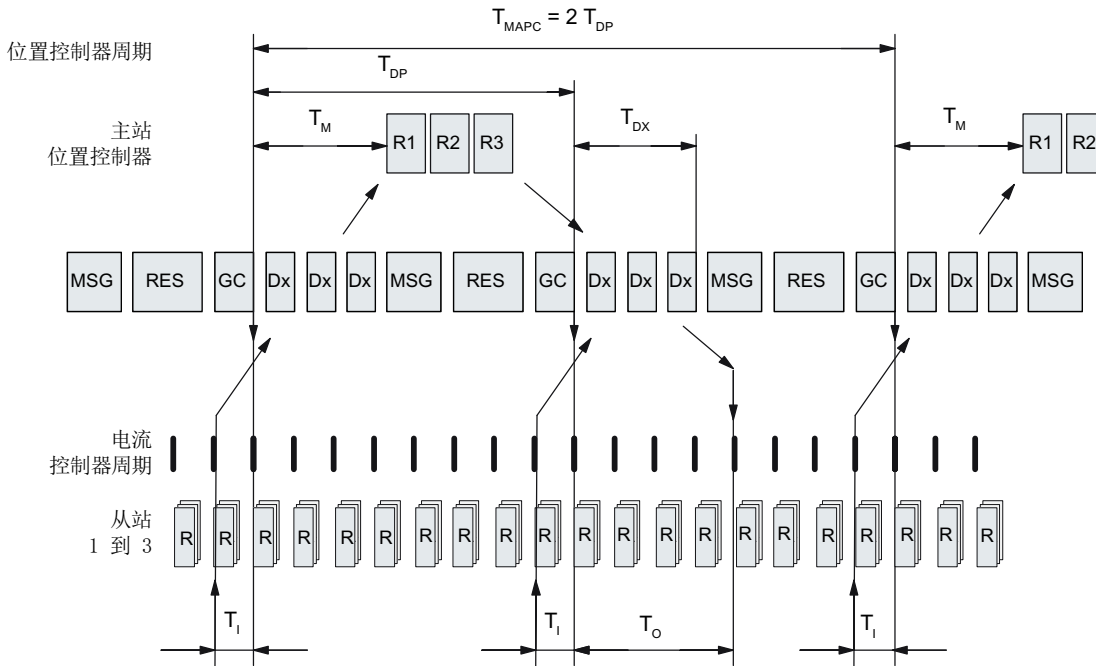 T_MAPC = 2 T_DP
位置控制器周期
T_DP
主站
位置控制器
T_M
R1 R2 R3
T_DX
T_M
R1 R2
MSG RES GC Dx Dx Dx MSG RES GC Dx Dx Dx MSG RES GC Dx Dx Dx MSG
电流
控制器周期
从站
1 到 3
R R R R R R R R R R R R R R R R R R R R R
T_I T_I T_O T_I